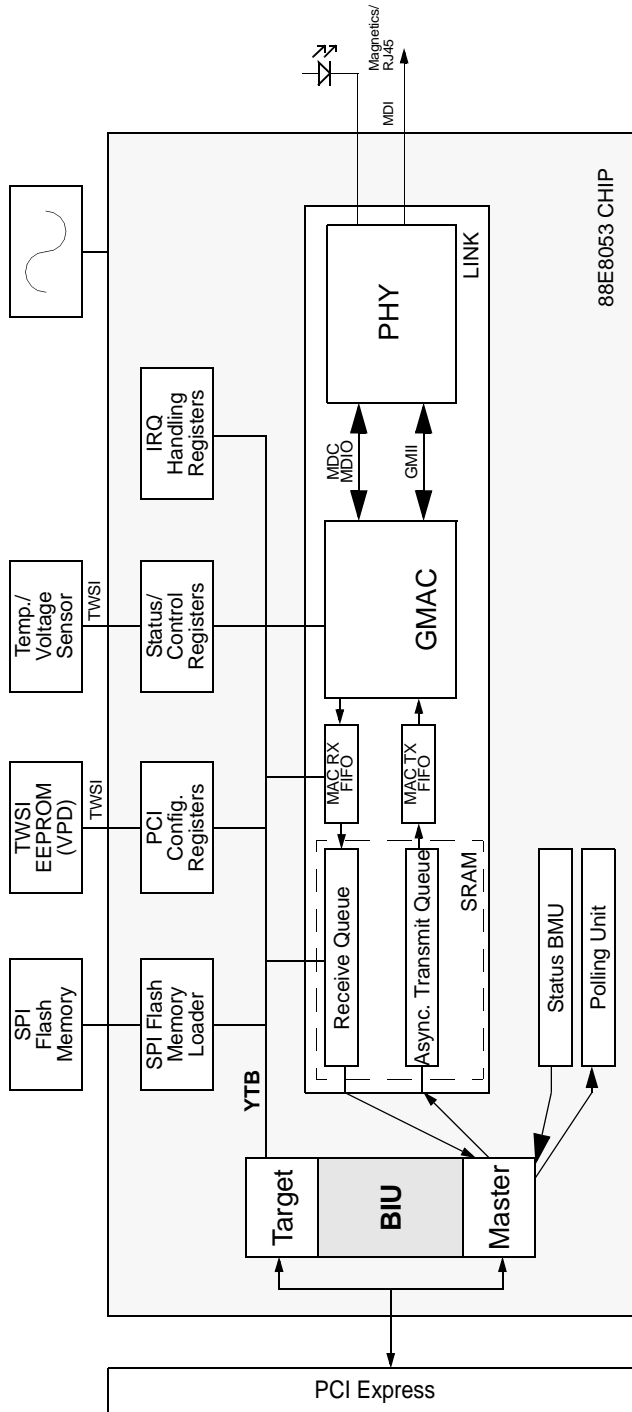 SPI
Flash
Memory
TWSI
EEPROM
(VPD)
Temp./
Voltage
Sensor
TWSI
TWSI
SPI Flash
Memory
Loader
PCI
Config.
Registers
Status/
Control
Registers
IRQ
Handling
Registers
YTB
Target
BIU
Master
Receive Queue
Async. Transmit Queue
SRAM
MAC RX
FIFO
MAC TX
FIFO
GMAC
MDC
MDIO
GMII
PHY
LINK
MDI
Magnetics/
RJ45
Status BMU
Polling Unit
88E8053 CHIP
PCI Express